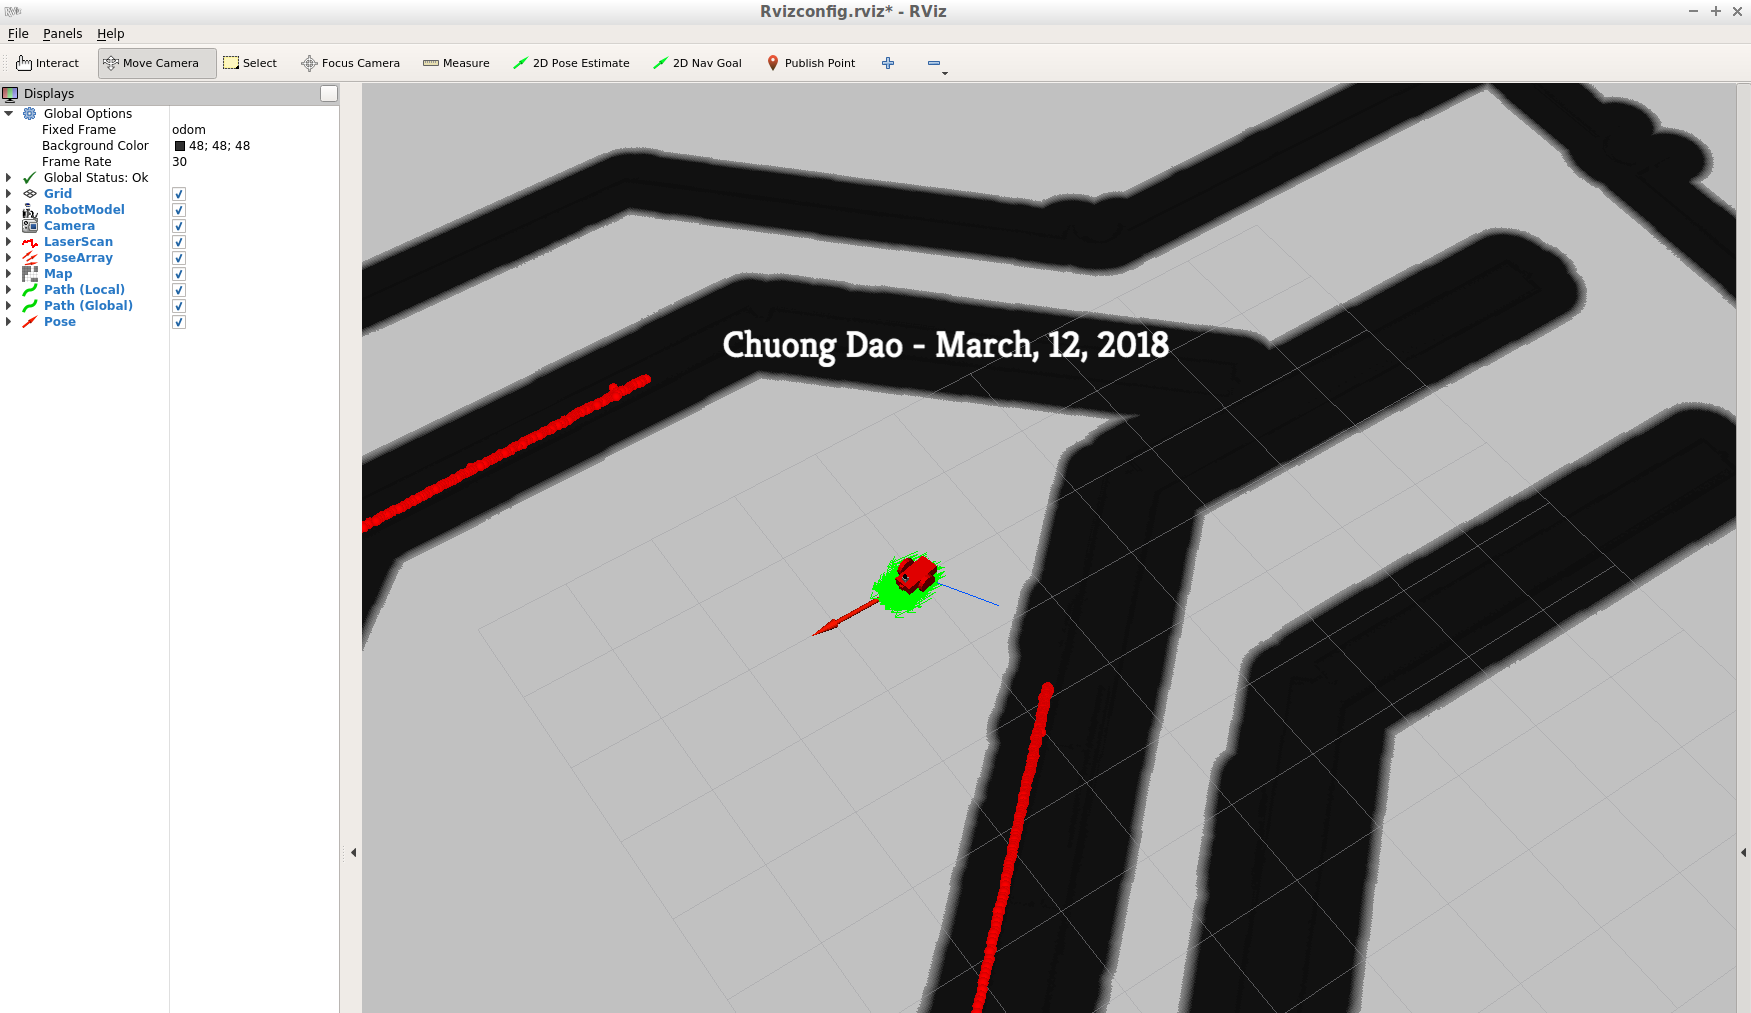 Rvizconfig.rviz* - RViz
File Panels Help
Interact Move Camera Select Focus Camera Measure 2D Pose Estimate 2D Nav Goal Publish Point
Displays
Global Options
Fixed Frame odom
Background Color 48; 48; 48
Frame Rate 30
Global Status: Ok
Grid
RobotModel
Camera
LaserScan
PoseArray
Map
Path (Local)
Path (Global)
Pose
Chuong Dao - March, 12, 2018